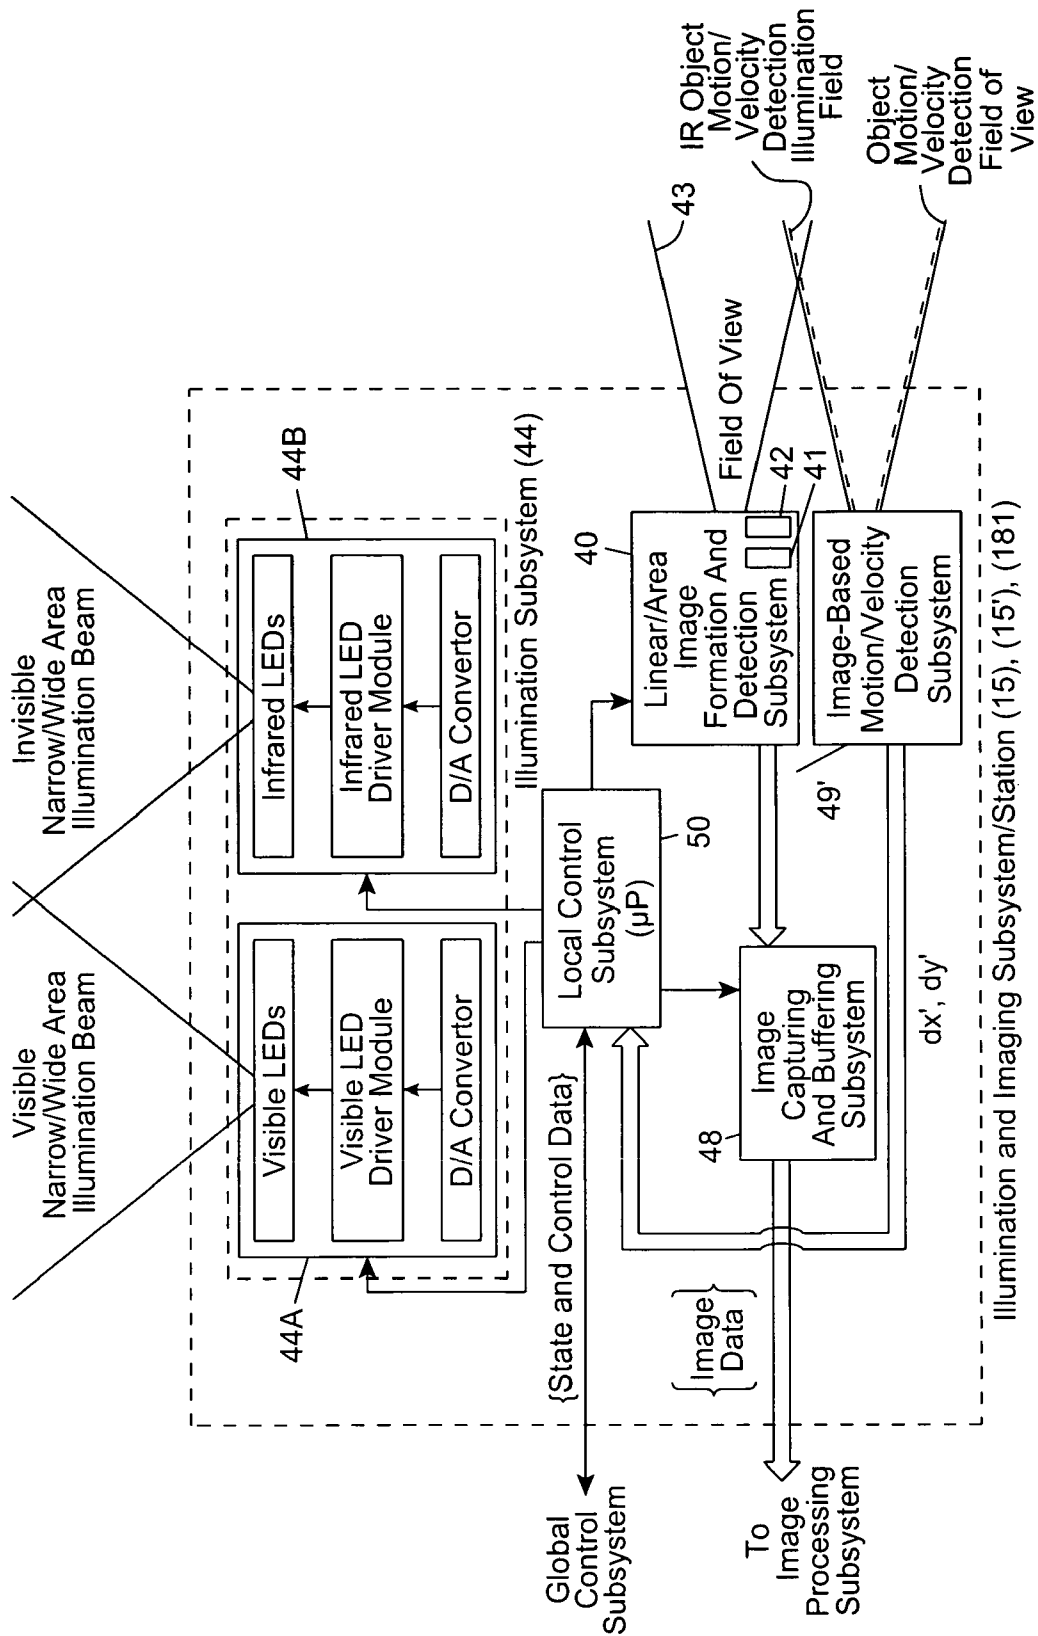 Visible
Narrow/Wide Area
Illumination Beam
Invisible
Narrow/Wide Area
Illumination Beam
44A
Visible LEDs
Visible LED
Driver Module
D/A Convertor
44B
Infrared LEDs
Infrared LED
Driver Module
D/A Convertor
Illumination Subsystem (44)
Global
Control
Subsystem
{State and Control Data}
Local Control
Subsystem
(µP)
50
40
Linear/Area
Image
Formation And
Detection
Subsystem
42
41
Field Of View
43
IR Object
Motion/
Velocity
Detection
Illumination
Field
Object
Motion/
Velocity
Detection
Field of
View
To
Image
Processing
Subsystem
{Image
Data}
48
Image
Capturing
And Buffering
Subsystem
49'
Image-Based
Motion/Velocity
Detection
Subsystem
dx', dy'
Illumination and Imaging Subsystem/Station (15), (15'), (181)